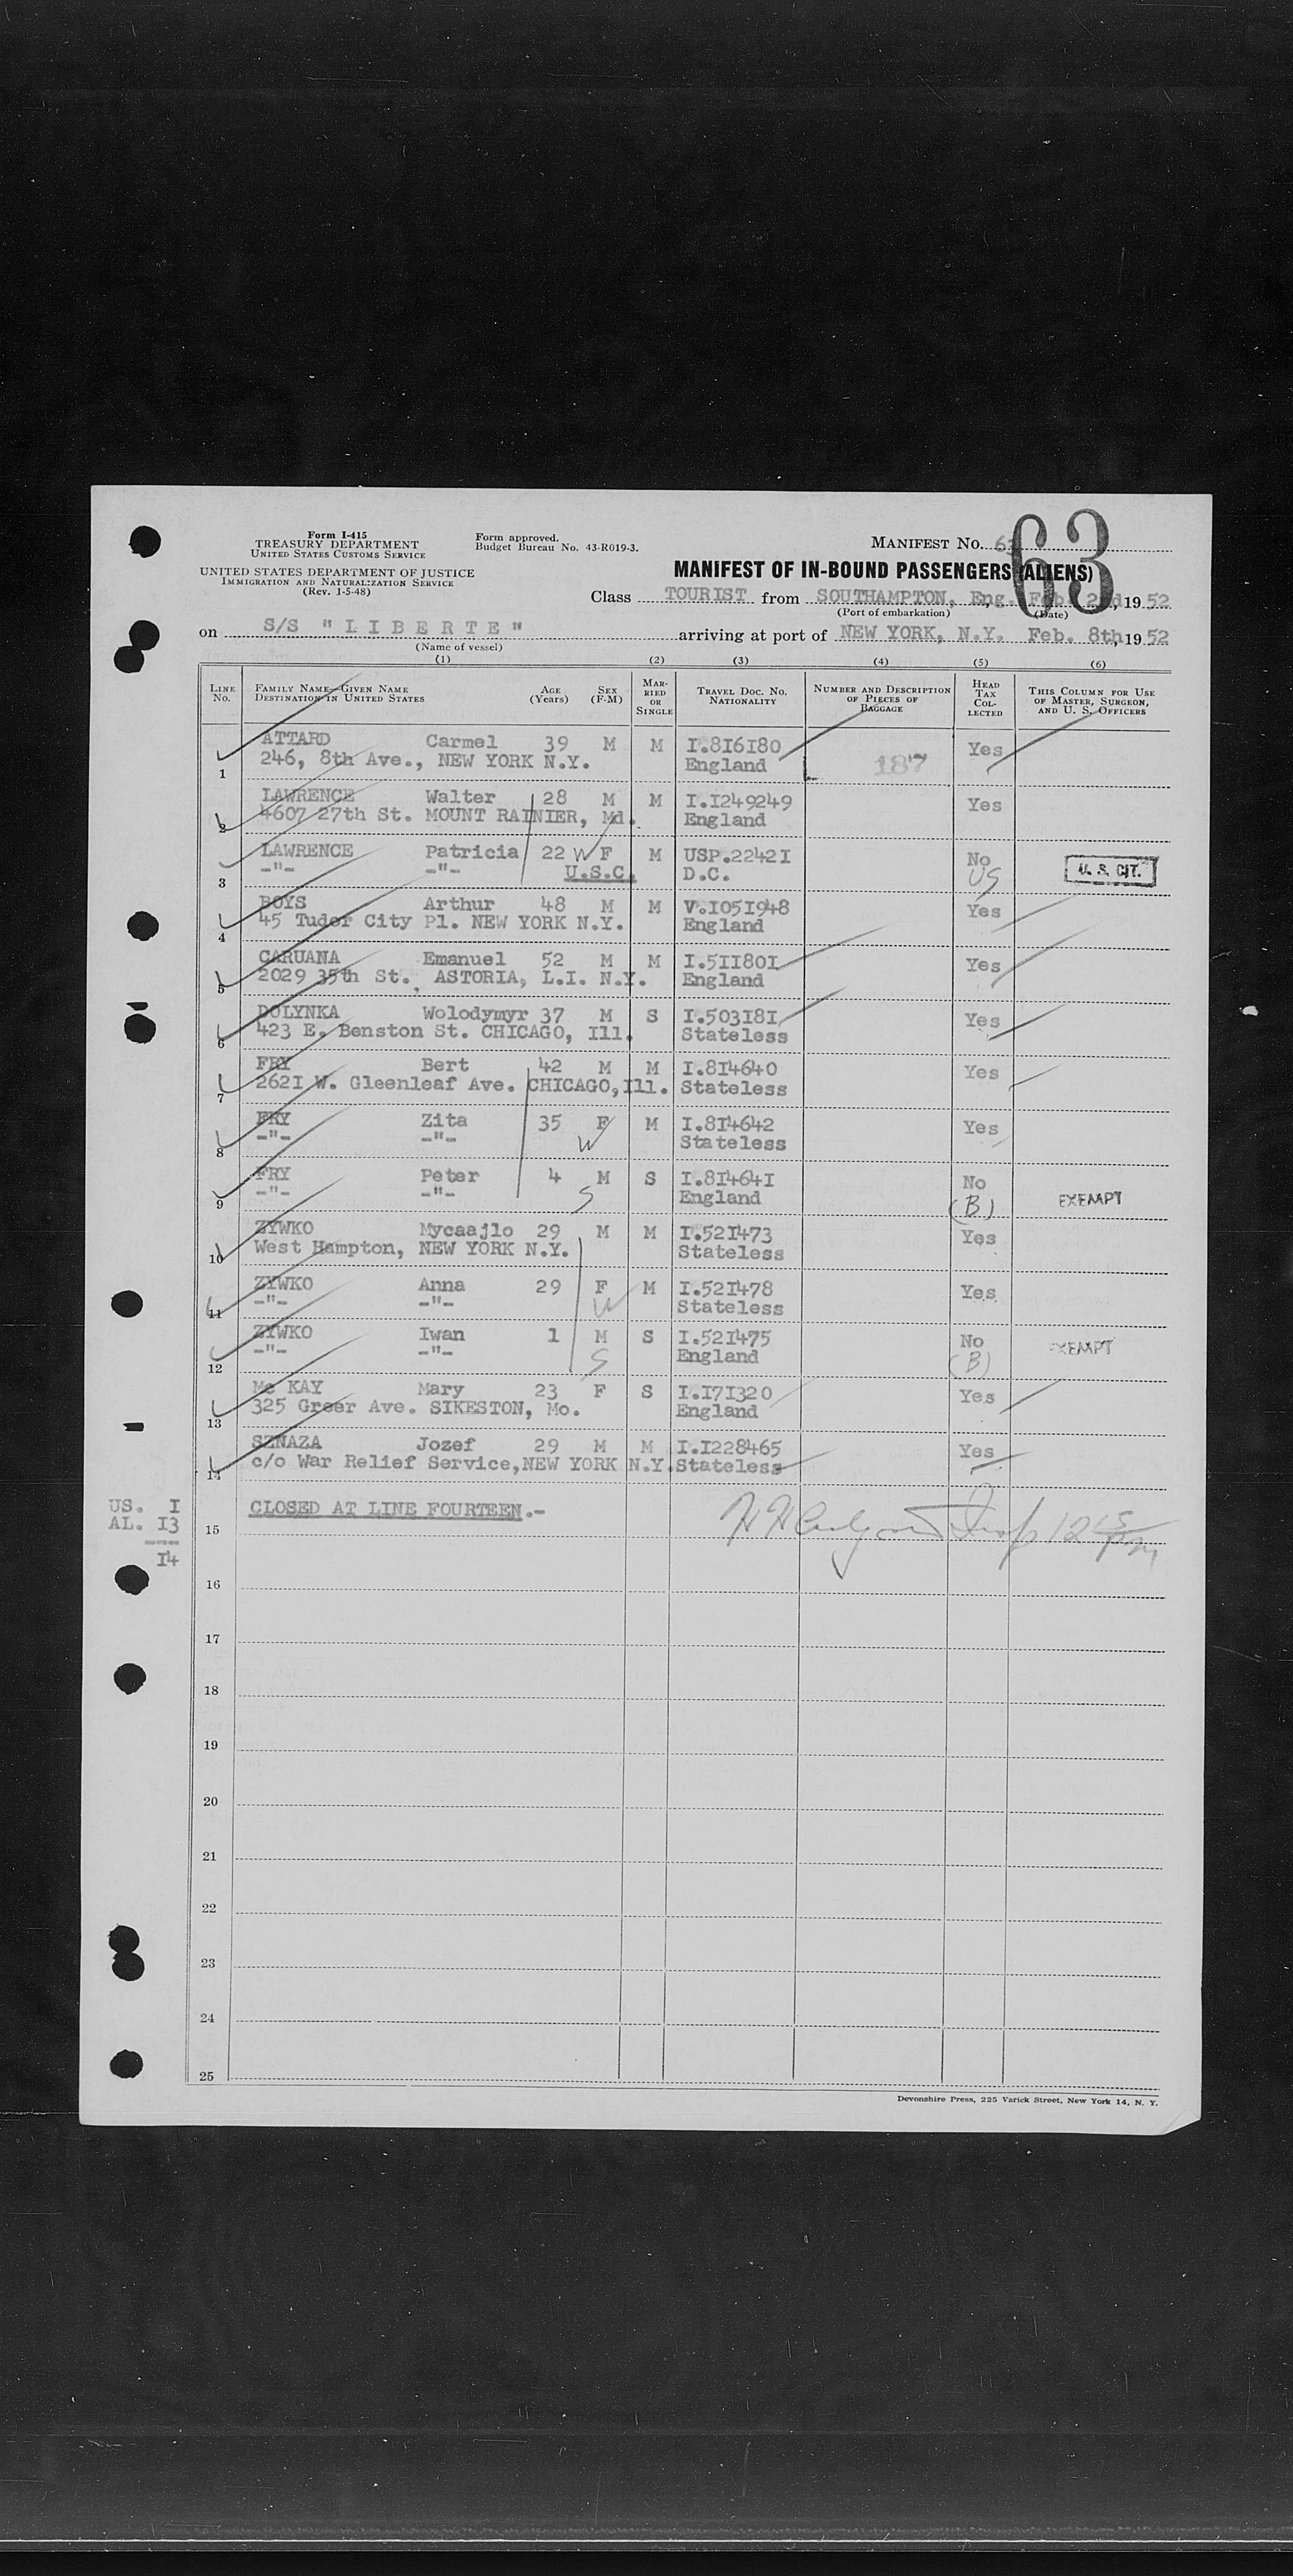 Form I-415
TREASURY DEPARTMENT
UNITED STATES CUSTOMS SERVICE
UNITED STATES DEPARTMENT OF JUSTICE
IMMIGRATION AND NATURALIZATION SERVICE
(Rev. 1-5-48)
Form approved.
Budget Bureau No. 43-R019-3.
MANIFEST No. 63
63
MANIFEST OF IN-BOUND PASSENGERS (ALIENS)
Class TOURIST from SOUTHAMPTON, Eng., Feb. 2nd, 1952
(Port of embarkation) (Date)
on S/S "LIBERTE" arriving at port of NEW YORK, N.Y. Feb. 8th, 1952
(Name of vessel)
(1) (2) (3) (4) (5) (6)
LINE No. FAMILY NAME—GIVEN NAME DESTINATION IN UNITED STATES AGE (Years) SEX (F-M) MARRIED OR SINGLE TRAVEL DOC. NO. NATIONALITY NUMBER AND DESCRIPTION OF PIECES OF BAGGAGE HEAD TAX COLLECTED THIS COLUMN FOR USE OF MASTER, SURGEON, AND U. S. OFFICERS
1 ATTARD Carmel 39 M M I.816180 Yes
246, 8th Ave., NEW YORK N.Y. England 187
2 LAWRENCE Walter 28 M M I.1249249 Yes
4607 27th St. MOUNT RAINIER, Md. England
3 LAWRENCE Patricia 22 W F M USP.22421 No
-"- -"- U.S.C. D.C. US U. S. CIT.
4 BOYS Arthur 48 M M V.1051948 Yes
45 Tudor City Pl. NEW YORK N.Y. England
5 CARUANA Emanuel 52 M M I.511801 Yes
2029 35th St., ASTORIA, L.I. N.Y. England
6 DOLYNKA Wolodymyr 37 M S I.503181 Yes
423 E. Benston St. CHICAGO, Ill. Stateless
7 FRY Bert 42 M M I.814640 Yes
2621 W. Gleenleaf Ave. CHICAGO, Ill. Stateless
8 FRY Zita 35 F M I.814642 Yes
-"- -"- W Stateless
9 FRY Peter 4 M S I.814641 No
-"- -"- S England (B) EXEMPT
10 ZYWKO Mycaajlo 29 M M I.521473 Yes
West Hampton, NEW YORK N.Y. Stateless
11 ZYWKO Anna 29 F M I.521478 Yes
-"- -"- W Stateless
12 ZYWKO Iwan 1 M S I.521475 No
-"- -"- S England (B) EXEMPT
13 Mc KAY Mary 23 F S I.171320 Yes
325 Greer Ave. SIKESTON, Mo. England
14 SZNAZA Jozef 29 M M I.1228465 Yes
c/o War Relief Service, NEW YORK N.Y. Stateless
US. 1
AL. 13
14
15 CLOSED AT LINE FOURTEEN.-
16
17
18
19
20
21
22
23
24
25
Devonshire Press, 225 Varick Street, New York 14, N. Y.